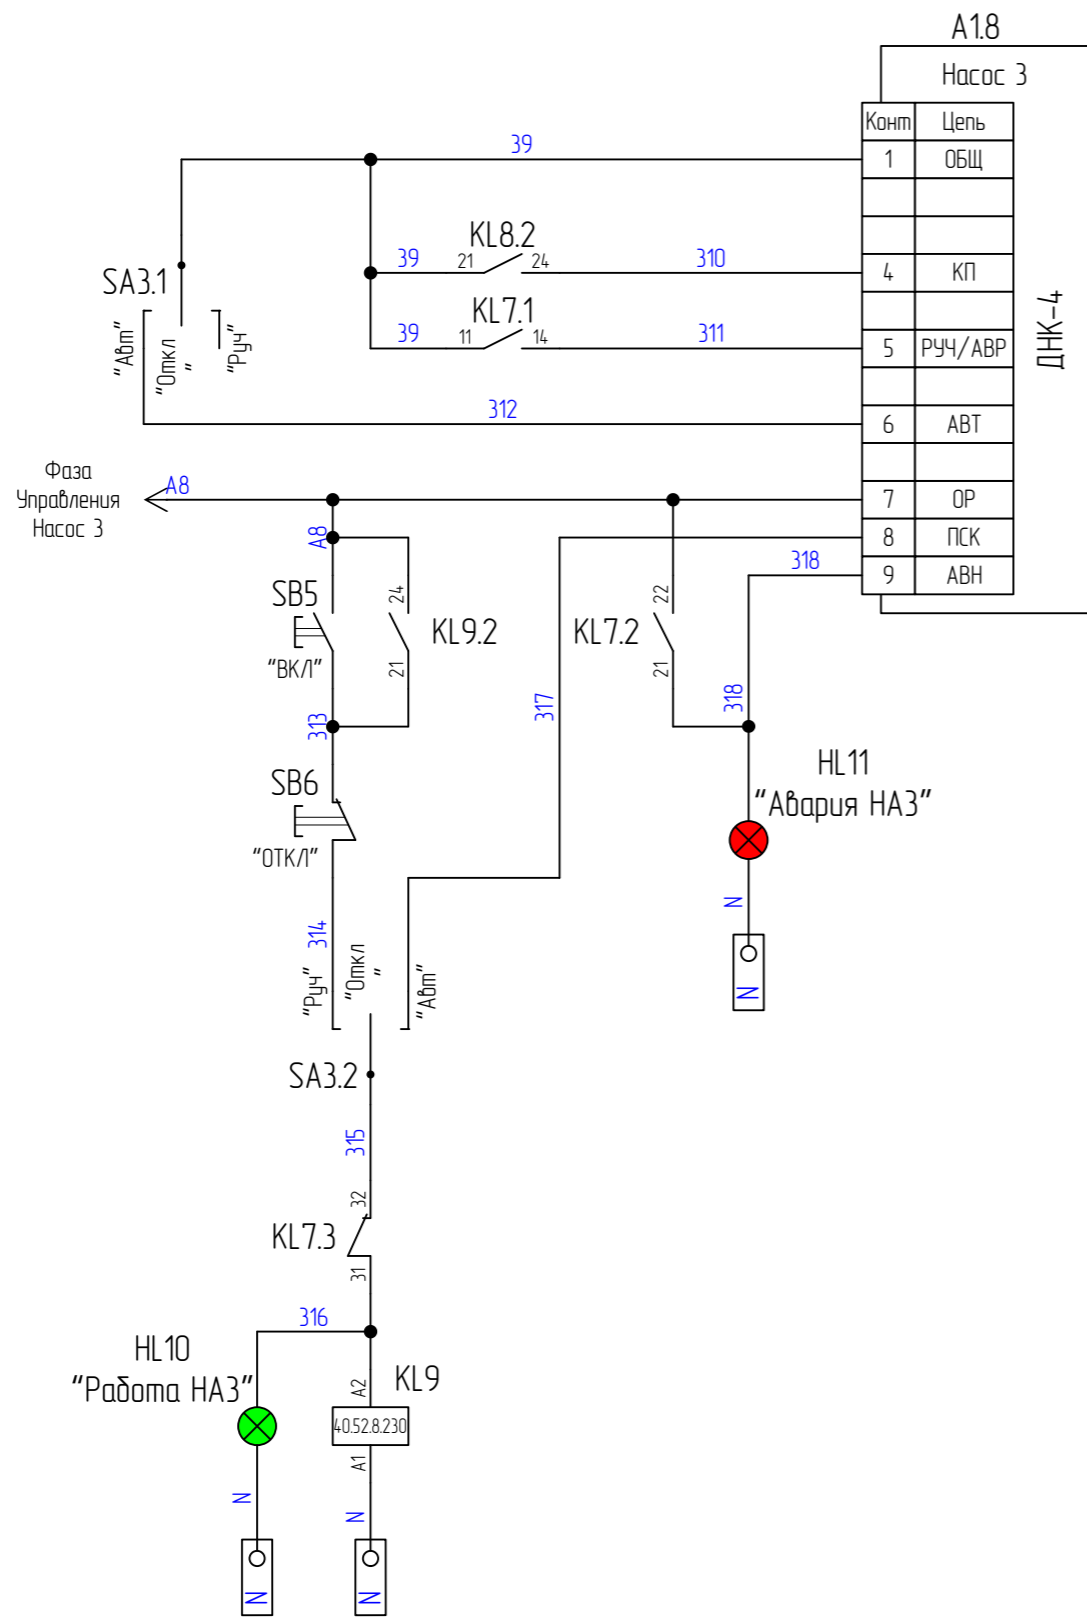 А1.8
Насос 3
Конт Цепь
39
1 ОБЩ
KL8.2
39 21 24 310
4 КП
SA3.1
KL7.1
39 11 14 311
5 РУЧ/АВР
ДНК-4
"Авт"
"Откл"
"Руч"
312
6 АВТ
Фаза
Управления
Насос 3
А8
7 ОР
А8
8 ПСК
318
9 АВН
SB5
"ВКЛ"
24
KL9.2
21
22
KL7.2
21
313
317
318
SB6
"ОТКЛ"
HL11
"Авария НА3"
314
N
N
"Руч"
"Откл"
"Авт"
SA3.2
315
32
KL7.3
31
316
HL10
"Работа НА3"
A2
KL9
40.52.8.230
A1
N
N
N
N